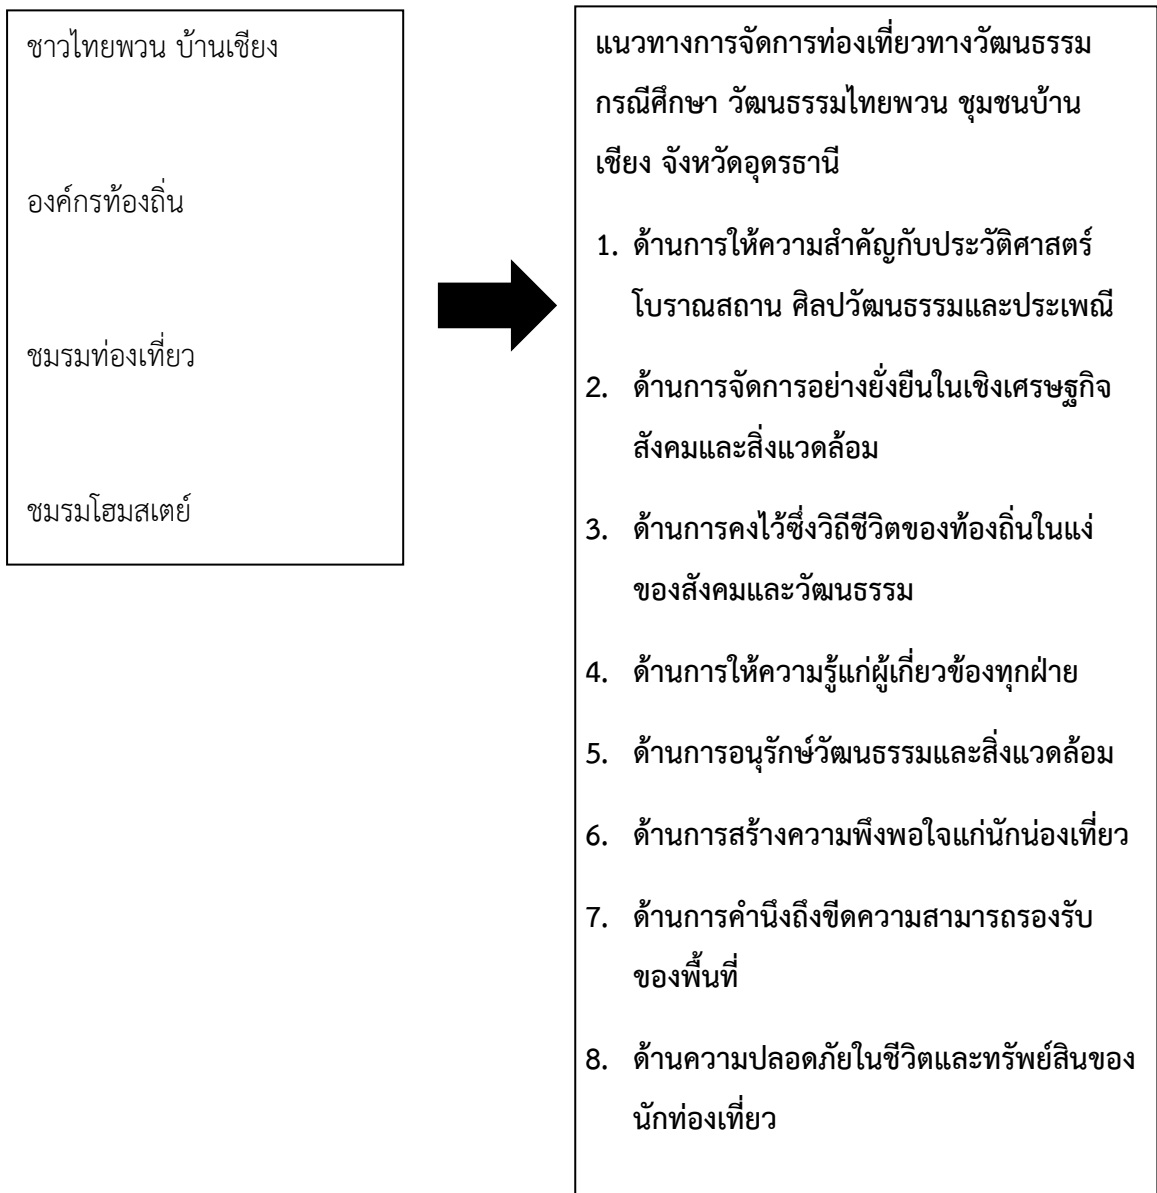 ชาวไทยพวน บ้านเชียง
องค์กรท้องถิ่น
ชมรมท่องเที่ยว
ชมรมโฮมสเตย์
แนวทางการจัดการท่องเที่ยวทางวัฒนธรรม
กรณีศึกษา วัฒนธรรมไทยพวน ชุมชนบ้าน
เชียง จังหวัดอุดรธานี
1. ด้านการให้ความสำคัญกับประวัติศาสตร์
โบราณสถาน ศิลปวัฒนธรรมและประเพณี
2. ด้านการจัดการอย่างยั่งยืนในเชิงเศรษฐกิจ
สังคมและสิ่งแวดล้อม
3. ด้านการคงไว้ซึ่งวิถีชีวิตของท้องถิ่นในแง่
ของสังคมและวัฒนธรรม
4. ด้านการให้ความรู้แก่ผู้เกี่ยวข้องทุกฝ่าย
5. ด้านการอนุรักษ์วัฒนธรรมและสิ่งแวดล้อม
6. ด้านการสร้างความพึงพอใจแก่นักน่องเที่ยว
7. ด้านการคำนึงถึงขีดความสามารถรองรับ
ของพื้นที่
8. ด้านความปลอดภัยในชีวิตและทรัพย์สินของ
นักท่องเที่ยว